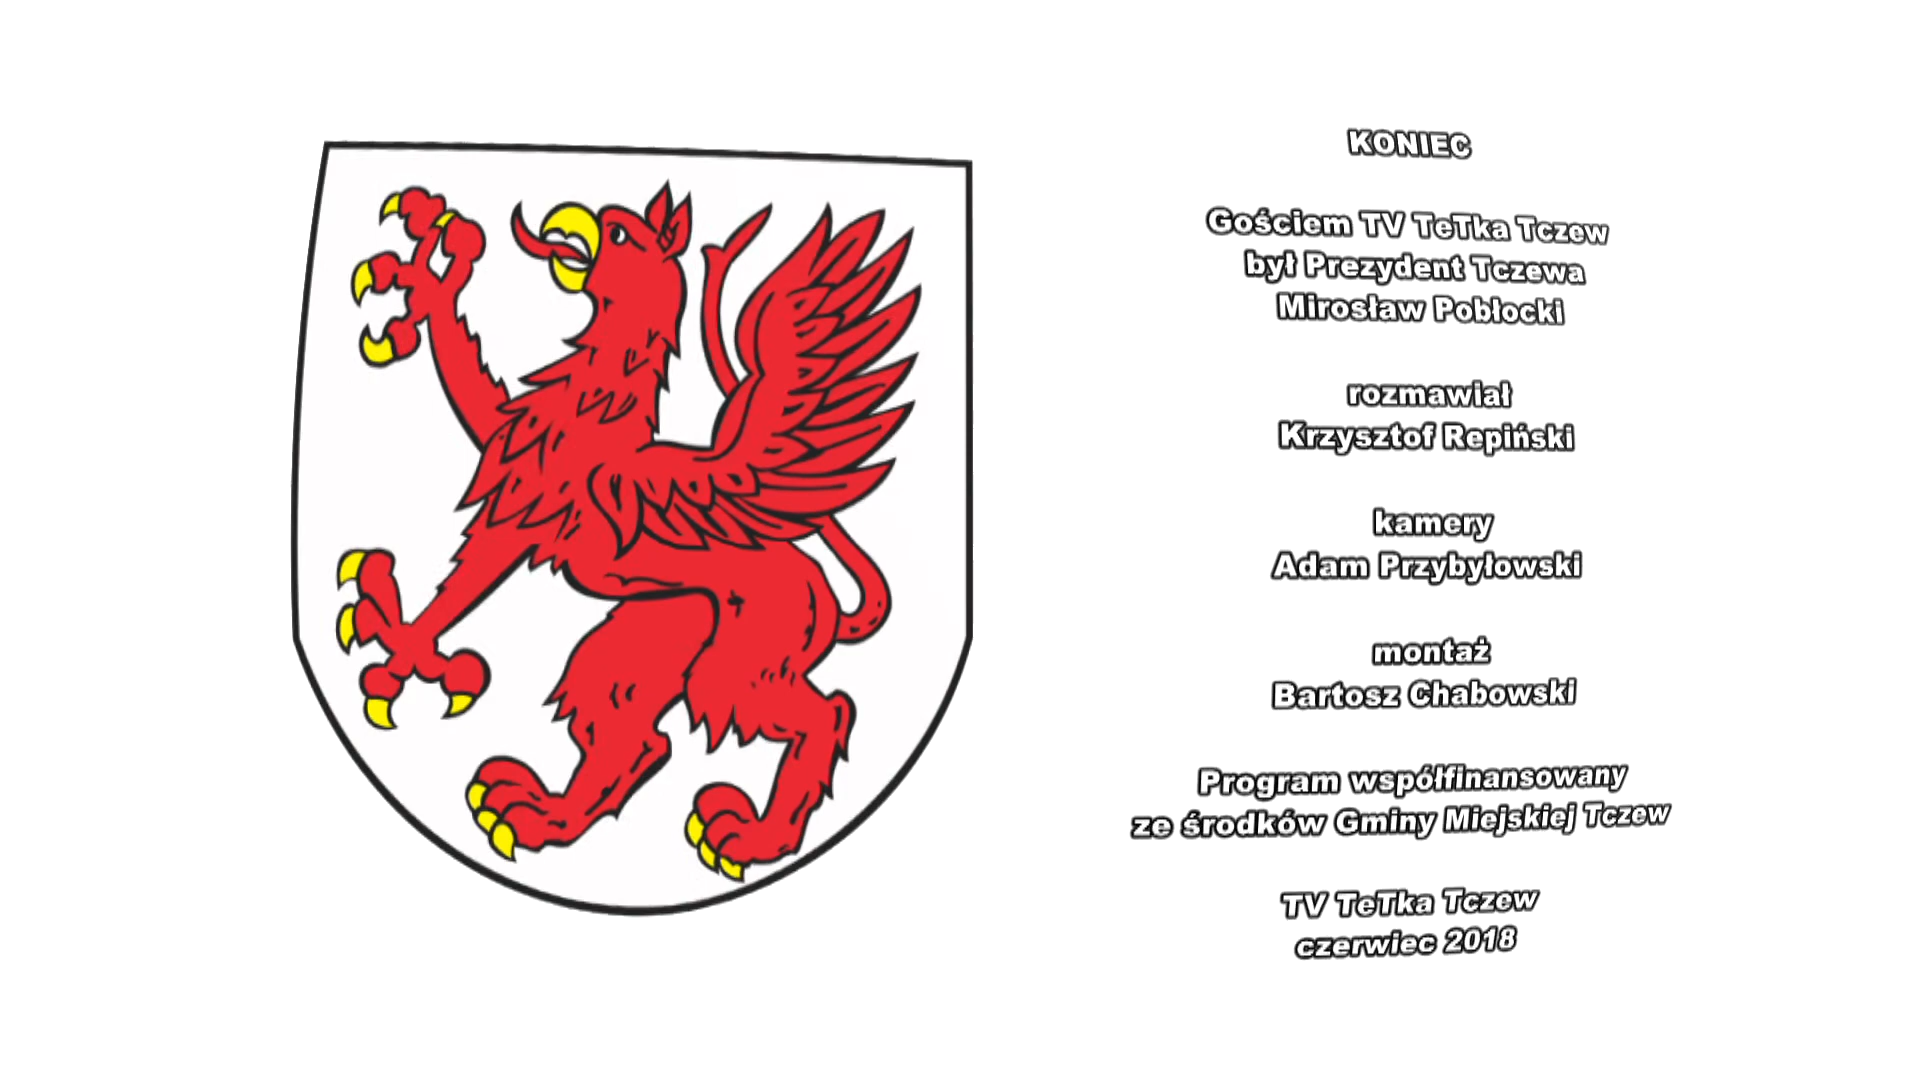 KONIEC
Gościem TV TeTka Tczew
był Prezydent Tczewa
Mirosław Pobłocki
rozmawiał
Krzysztof Repiński
kamery
Adam Przybyłowski
montaż
Bartosz Chabowski
Program współfinansowany
ze środków Gminy Miejskiej Tczew
TV TeTka Tczew
czerwiec 2018